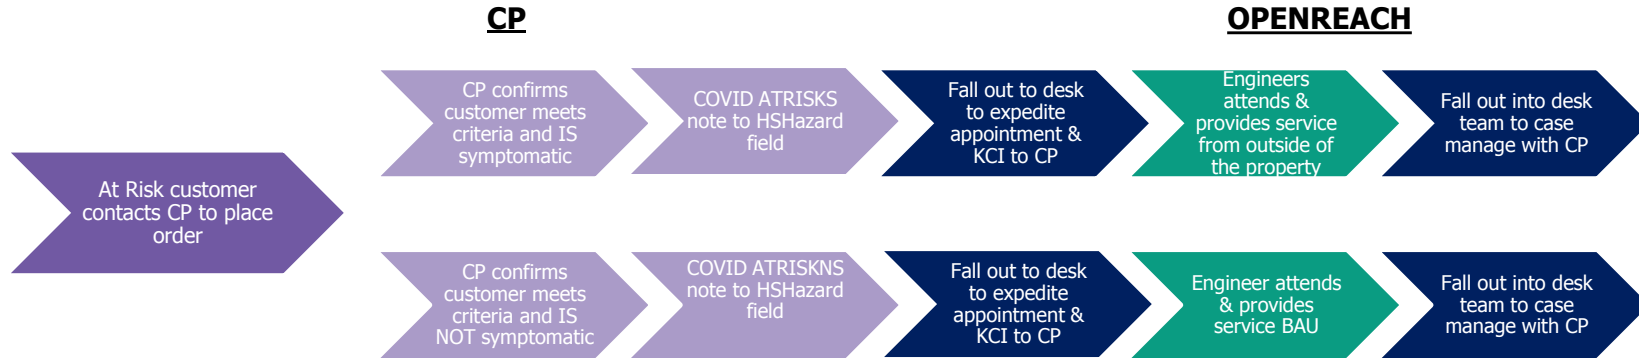 CP
OPENREACH
At Risk customer
contacts CP to place
order
CP confirms
customer meets
criteria and IS
symptomatic
COVID ATRISKS
note to HSHazard
field
Fall out to desk
to expedite
appointment &
KCI to CP
Engineers
attends &
provides service
from outside of
the property
Fall out into desk
team to case
manage with CP
CP confirms
customer meets
criteria and IS
NOT symptomatic
COVID ATRISKNS
note to HSHazard
field
Fall out to desk
to expedite
appointment &
KCI to CP
Engineer attends
& provides
service BAU
Fall out into desk
team to case
manage with CP